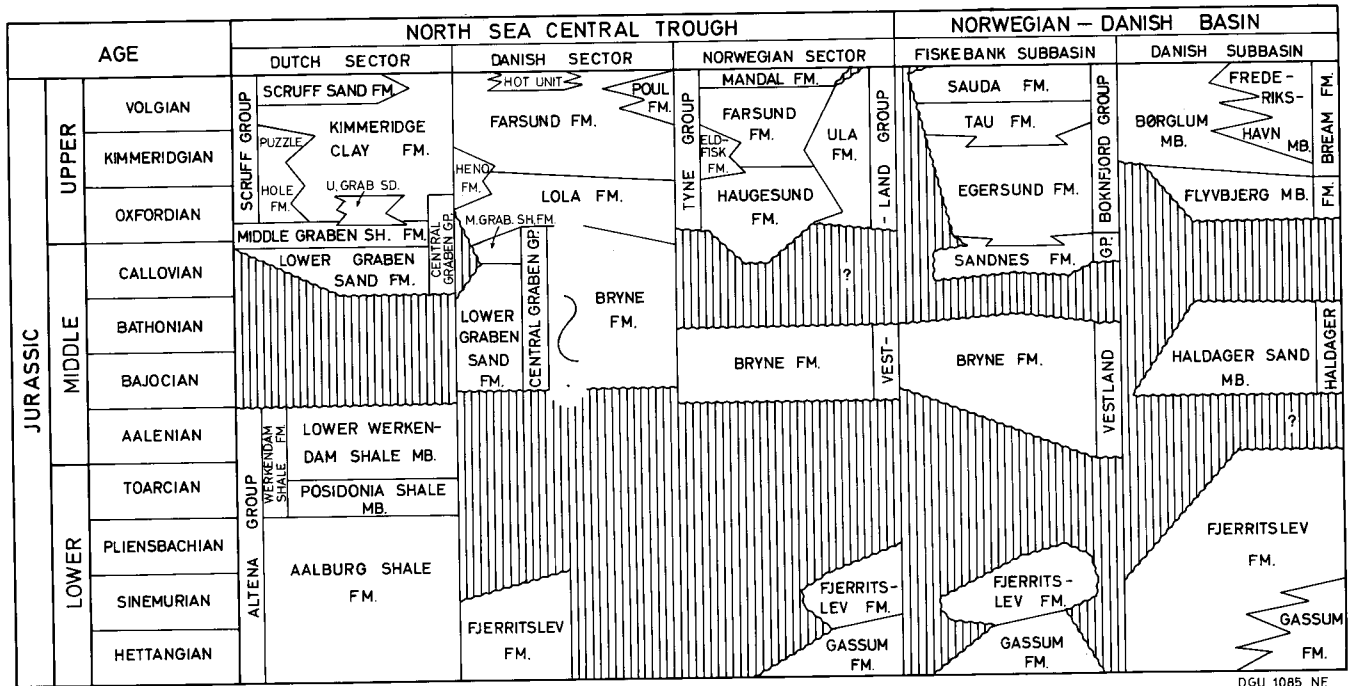 AGE
NORTH SEA CENTRAL TROUGH
NORWEGIAN – DANISH BASIN
DUTCH SECTOR
DANISH SECTOR
NORWEGIAN SECTOR
FISKEBANK SUBBASIN
DANISH SUBBASIN
JURASSIC
UPPER
MIDDLE
LOWER
VOLGIAN
KIMMERIDGIAN
OXFORDIAN
CALLOVIAN
BATHONIAN
BAJOCIAN
AALENIAN
TOARCIAN
PLIENSBACHIAN
SINEMURIAN
HETTANGIAN
SCRUFF GROUP
SCRUFF SAND FM.
PUZZLE
HOLE
FM.
KIMMERIDGE
CLAY FM.
U. GRAB SD.
MIDDLE GRABEN SH. FM.
CENTRAL
GRABEN GP.
LOWER GRABEN
SAND FM.
ALTENA GROUP
WERKENDAM
SHALE FM.
LOWER WERKEN-
DAM SHALE MB.
POSIDONIA SHALE
MB.
AALBURG SHALE
FM.
HOT UNIT
POUL
FM.
FARSUND FM.
HENO
FM.
LOLA FM.
M. GRAB. SH. FM.
CENTRAL GRABEN GP.
LOWER
GRABEN
SAND
FM.
BRYNE
FM.
FJERRITSLEV
FM.
TYNE GROUP
MANDAL FM.
FARSUND
FM.
ELD-
FISK
FM.
HAUGESUND
FM.
ULA
FM.
- LAND GROUP
?
BRYNE FM.
VEST-
FJERRITS-
LEV FM.
GASSUM
FM.
SAUDA FM.
TAU FM.
EGERSUND FM.
BOKNFJORD GROUP
SANDNES FM.
GP.
BRYNE FM.
VESTLAND
FJERRITS -
LEV FM.
GASSUM
FM.
BØRGLUM
MB.
FREDE-
RIKS-
HAVN
MB.
BREAM FM.
FLYVBJERG MB.
FM.
HALDAGER SAND
MB.
HALDAGER
?
FJERRITSLEV
FM.
GASSUM
FM.
DGU 1085 NE